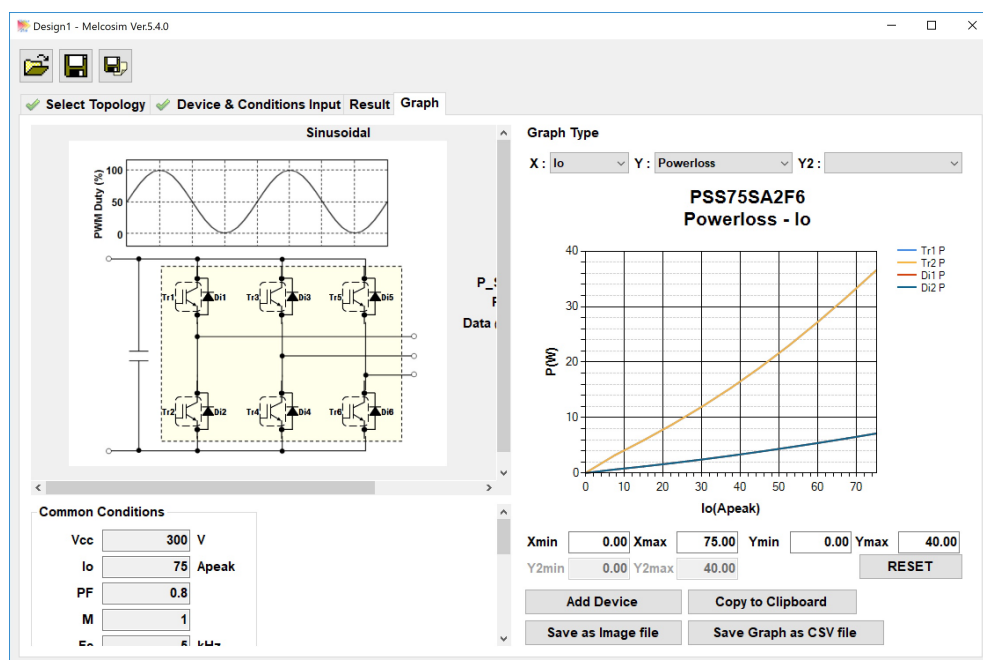 Design1 - Melcosim Ver.5.4.0
Select Topology Device & Conditions Input Result Graph
Sinusoidal
PWM Duty (%)
100
50
0
Tr1 Di1 Tr3 Di3 Tr5 Di5
Tr2 Di2 Tr4 Di4 Tr6 Di6
Data
Common Conditions
Vcc 300 V
Io 75 Apeak
PF 0.8
M 1
Graph Type
X : Io Y : Powerloss Y2 :
PSS75SA2F6
Powerloss - Io
P(W)
40
30
20
10
0
0 10 20 30 40 50 60 70
Io(Apeak)
Tr1 P
Tr2 P
Di1 P
Di2 P
Xmin 0.00 Xmax 75.00 Ymin 0.00 Ymax 40.00
Y2min 0.00 Y2max 40.00 RESET
Add Device Copy to Clipboard
Save as Image file Save Graph as CSV file